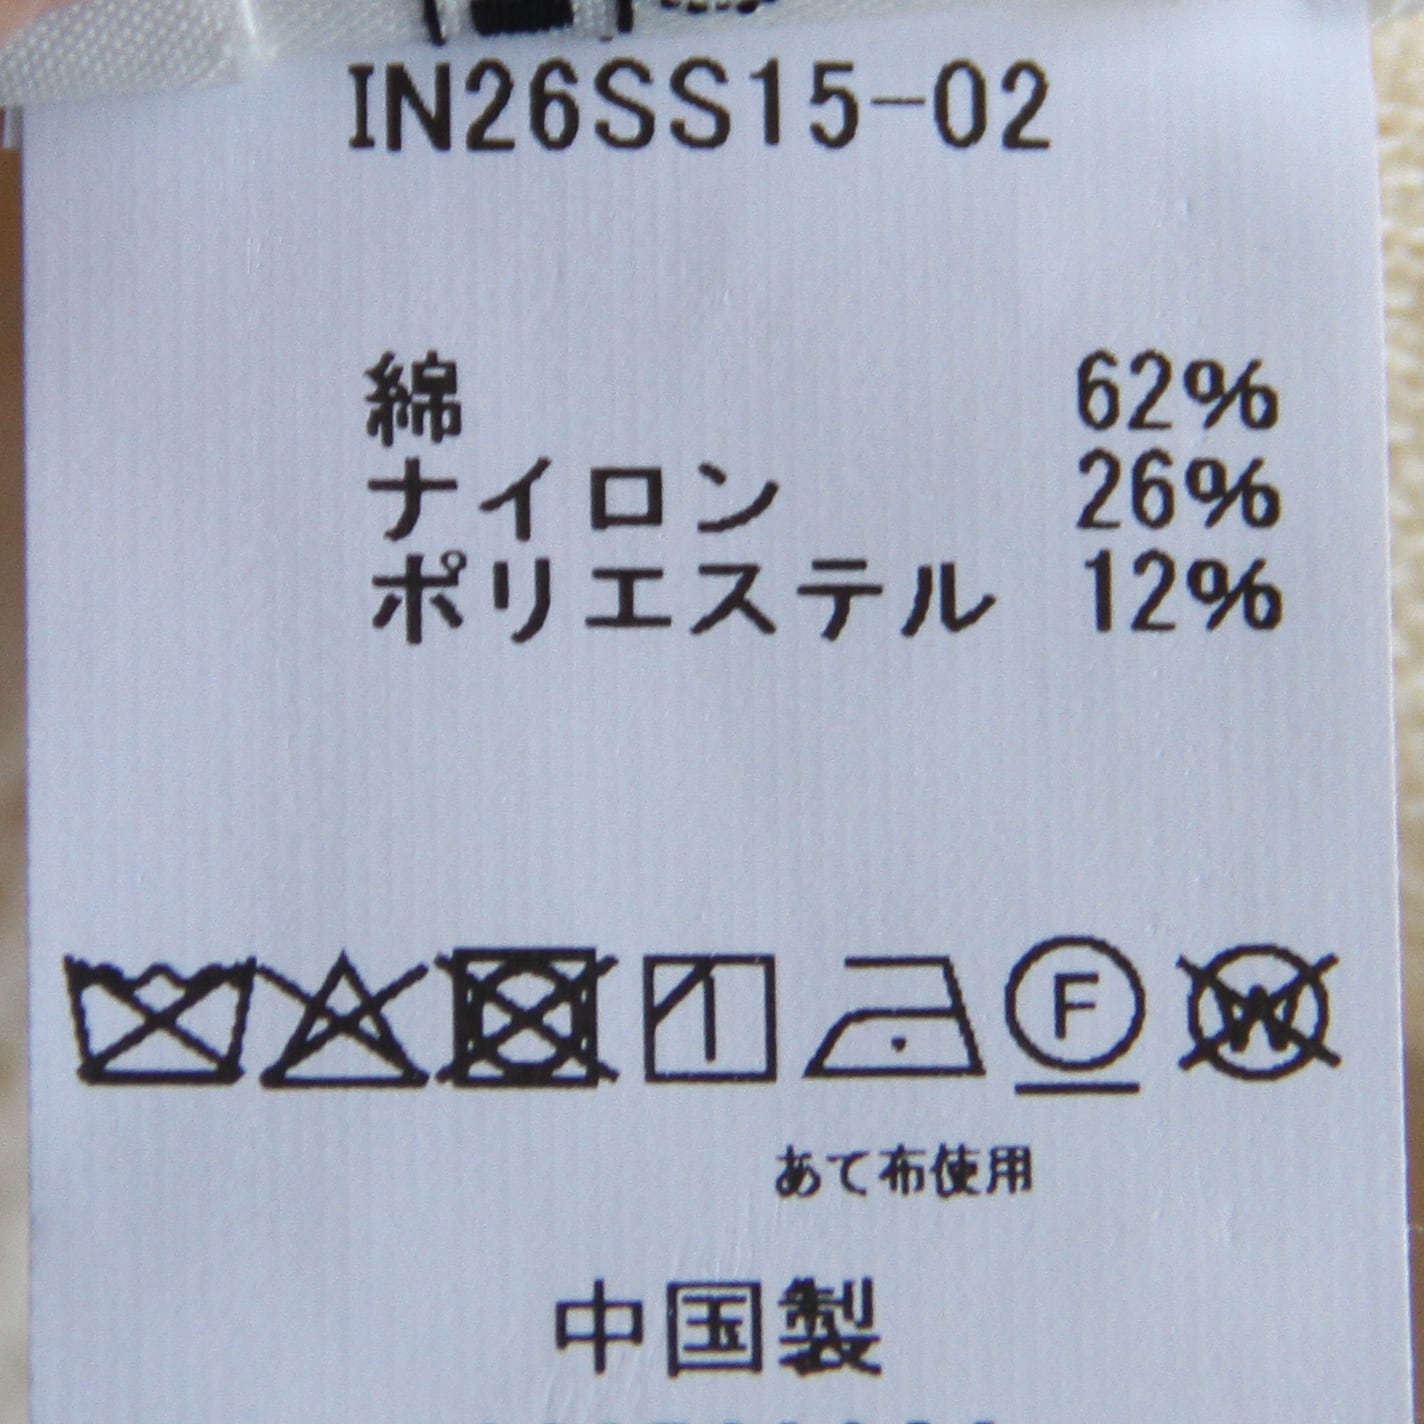 IN26SS15-02
綿 62%
ナイロン 26%
ポリエステル 12%
F W
あて布使用
中国製